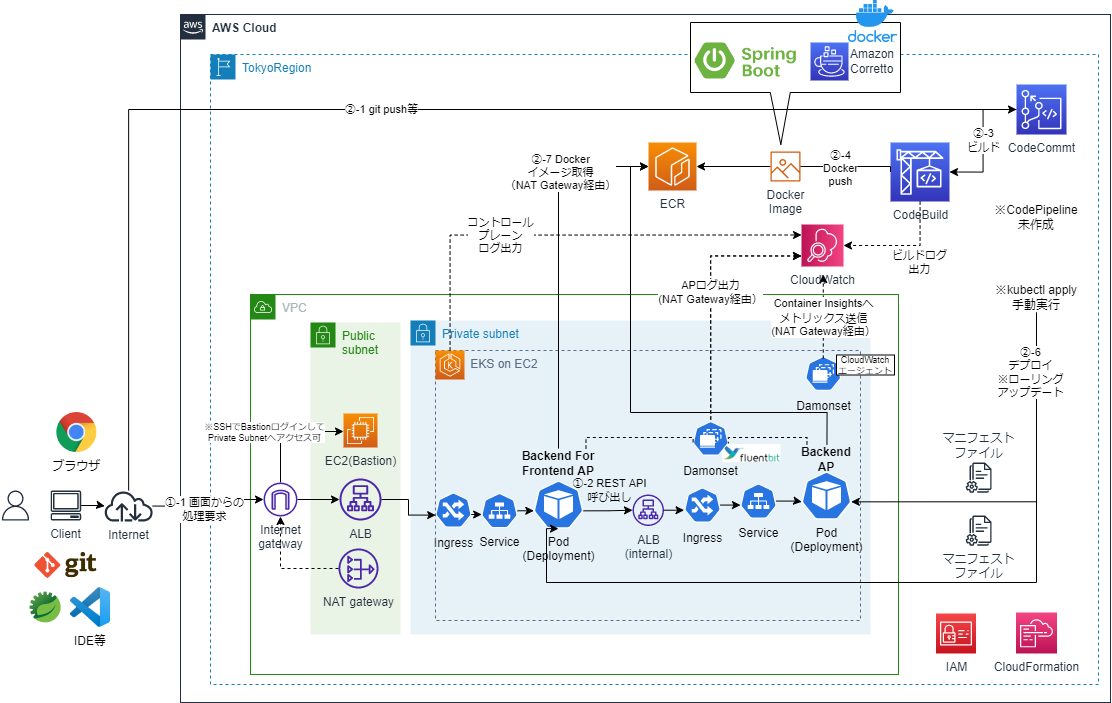 docker
aws
AWS Cloud
TokyoRegion
Spring
Boot
Amazon
Corretto
②-1 git push等
CodeCommt
②-3
ビルド
②-7 Docker
イメージ取得
（NAT Gateway経由）
②-4
Docker
push
ECR
Docker
Image
CodeBuild
※CodePipeline
未作成
コントロール
プレーン
ログ出力
ビルドログ
出力
CloudWatch
APログ出力
(NAT Gateway経由）
Container Insightsへ
メトリックス送信
(NAT Gateway経由）
※kubectl apply
手動実行
VPC
Public
subnet
Private subnet
EKS on EC2
CloudWatch
エージェント
Damonset
②-6
デプロイ
※ローリング
アップデート
※SSHでBastionログインして
Private Subnetへアクセス可
EC2(Bastion)
ブラウザ
Backend For
Frontend AP
Damonset
fluentbit
Backend
AP
マニフェスト
ファイル
①-1 画面からの
処理要求
①-2 REST API
呼び出し
Client
Internet
Internet
gateway
ALB
Ingress
Service
Pod
(Deployment)
ALB
(internal)
Ingress
Service
Pod
(Deployment)
マニフェスト
ファイル
git
NAT gateway
IDE等
IAM
CloudFormation